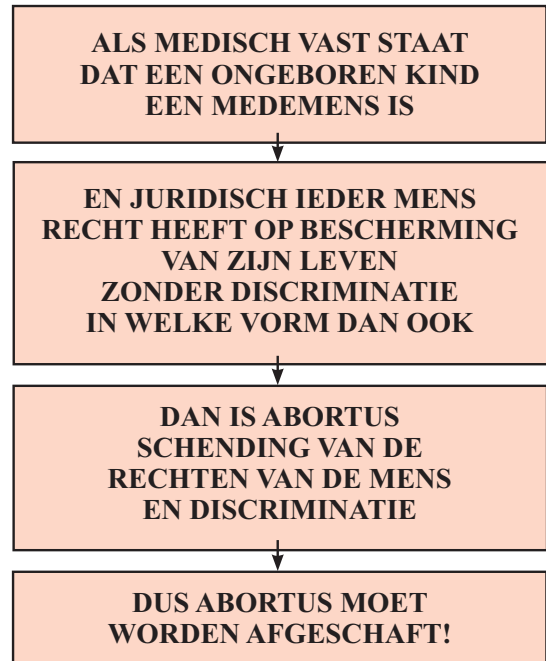 ALS MEDISCH VAST STAAT
DAT EEN ONGEBOREN KIND
EEN MEDEMENS IS
EN JURIDISCH IEDER MENS
RECHT HEEFT OP BESCHERMING
VAN ZIJN LEVEN
ZONDER DISCRIMINATIE
IN WELKE VORM DAN OOK
DAN IS ABORTUS
SCHENDING VAN DE
RECHTEN VAN DE MENS
EN DISCRIMINATIE
DUS ABORTUS MOET
WORDEN AFGESCHAFT!